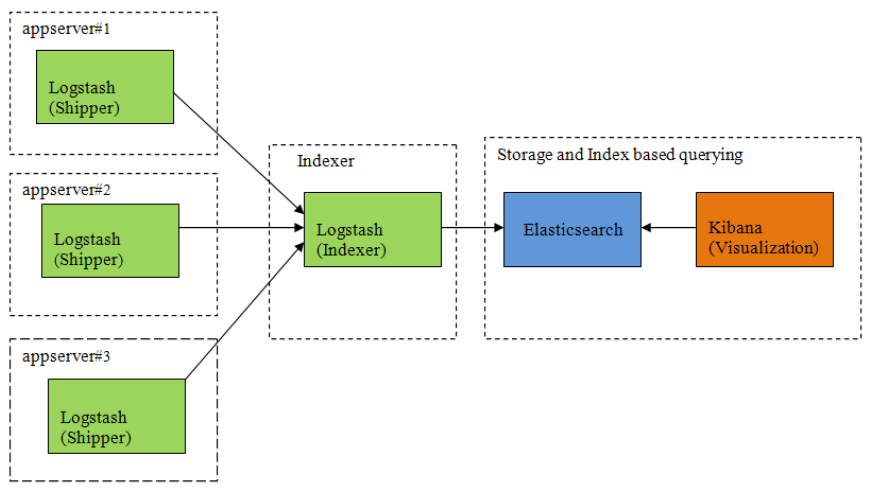 appserver#1
Logstash
(Shipper)
appserver#2
Logstash
(Shipper)
appserver#3
Logstash
(Shipper)
Indexer
Logstash
(Indexer)
Storage and Index based querying
Elasticsearch
Kibana
(Visualization)